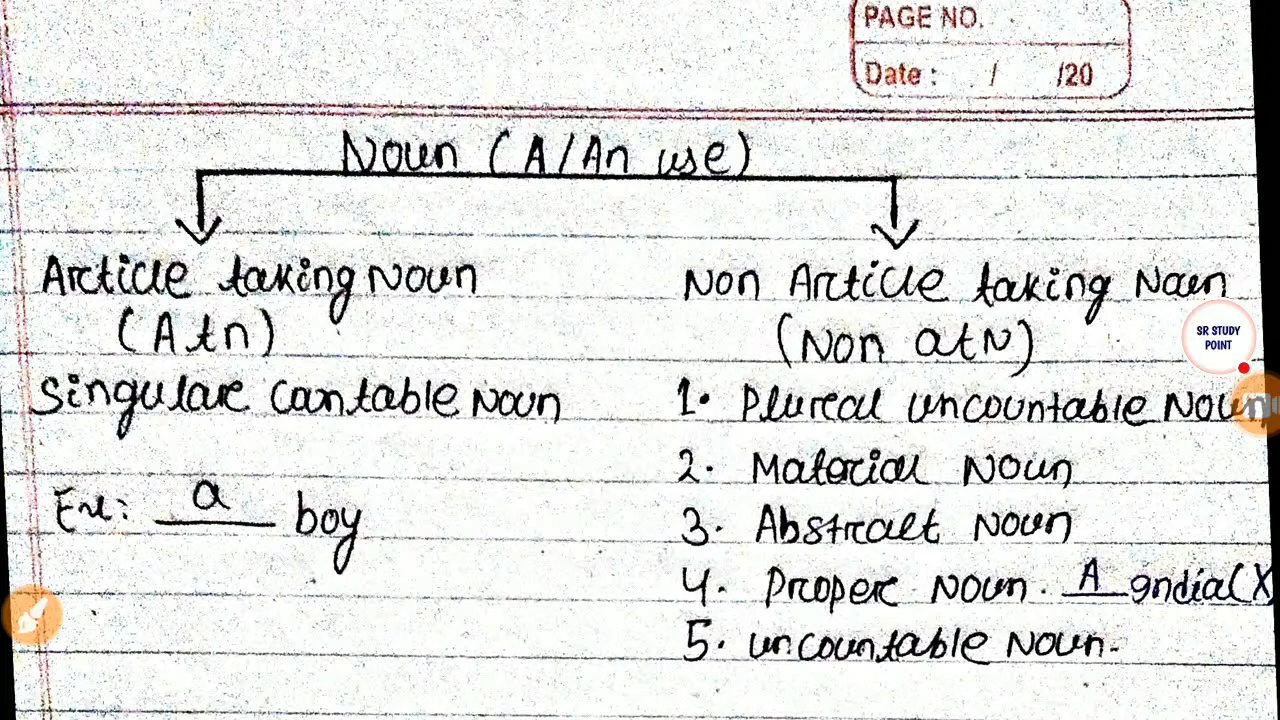 PAGE NO.
Date : / /20
Noun (A/An use)
Article taking Noun
(Atn)
Singular countable Noun
Ex: a boy
Non Article taking Noun
(Non atN)
SR STUDY
POINT
1. Plural uncountable Noun
2. Material Noun
3. Abstract Noun
4. Proper Noun. A India(X)
5. uncountable Noun.